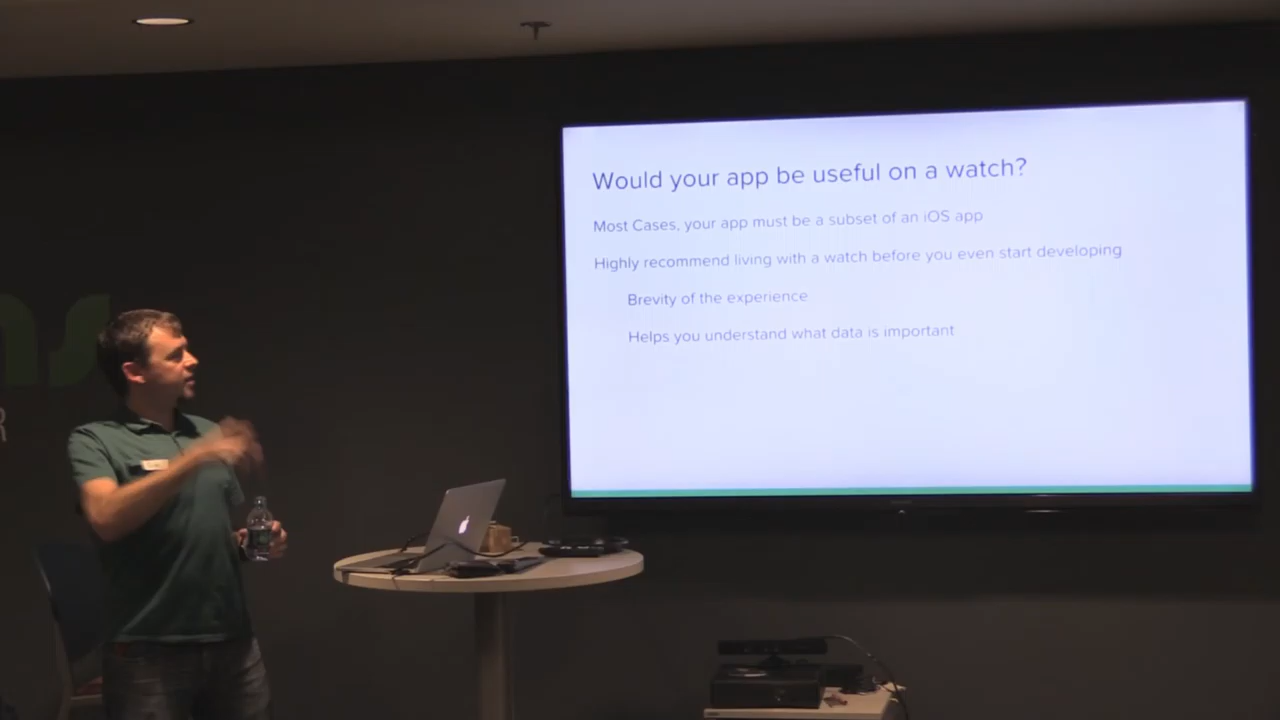 Would your app be useful on a watch?
Most Cases, your app must be a subset of an iOS app
Highly recommend living with a watch before you even start developing
Brevity of the experience
Helps you understand what data is important
ns
R